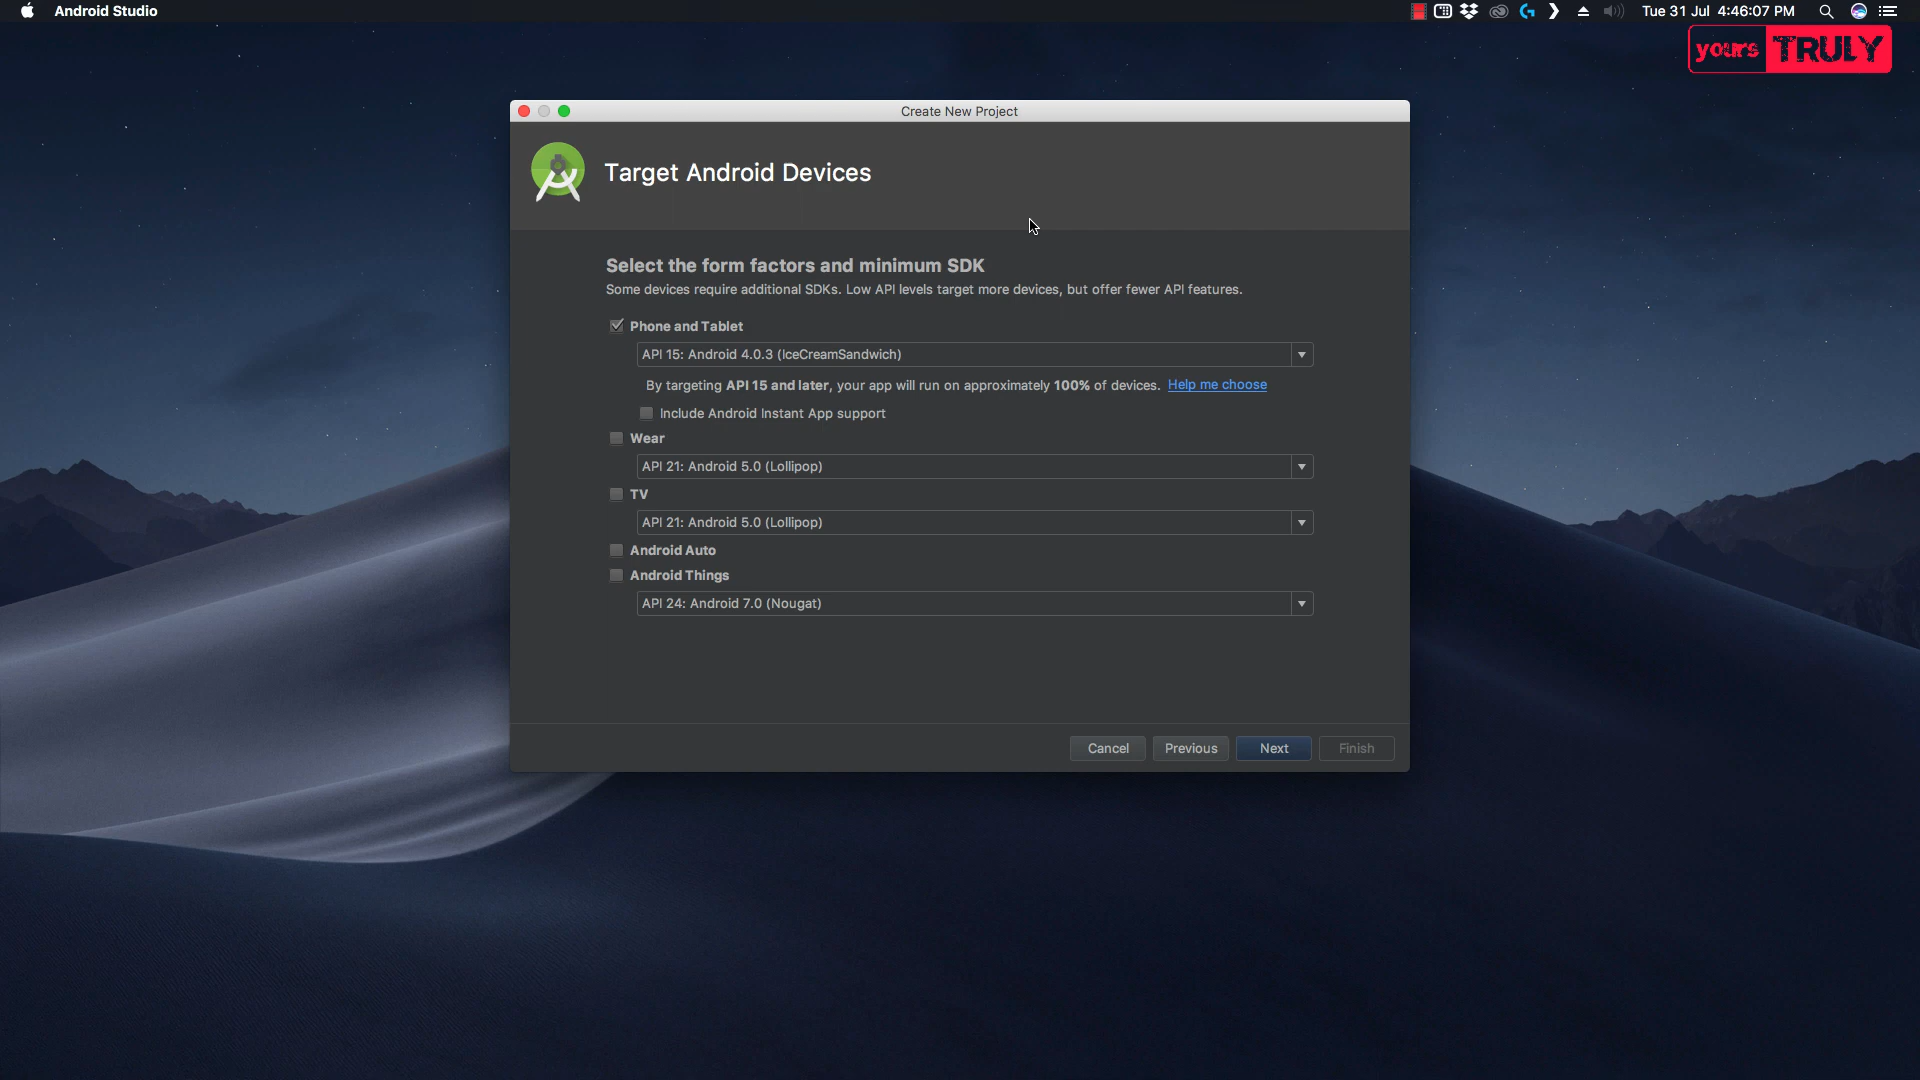 Android Studio
Tue 31 Jul 4:46:07 PM
yours TRULY
Create New Project
Target Android Devices
Select the form factors and minimum SDK
Some devices require additional SDKs. Low API levels target more devices, but offer fewer API features.
Phone and Tablet
API 15: Android 4.0.3 (IceCreamSandwich)
By targeting API 15 and later, your app will run on approximately 100% of devices. Help me choose
Include Android Instant App support
Wear
API 21: Android 5.0 (Lollipop)
TV
API 21: Android 5.0 (Lollipop)
Android Auto
Android Things
API 24: Android 7.0 (Nougat)
Cancel Previous Next Finish